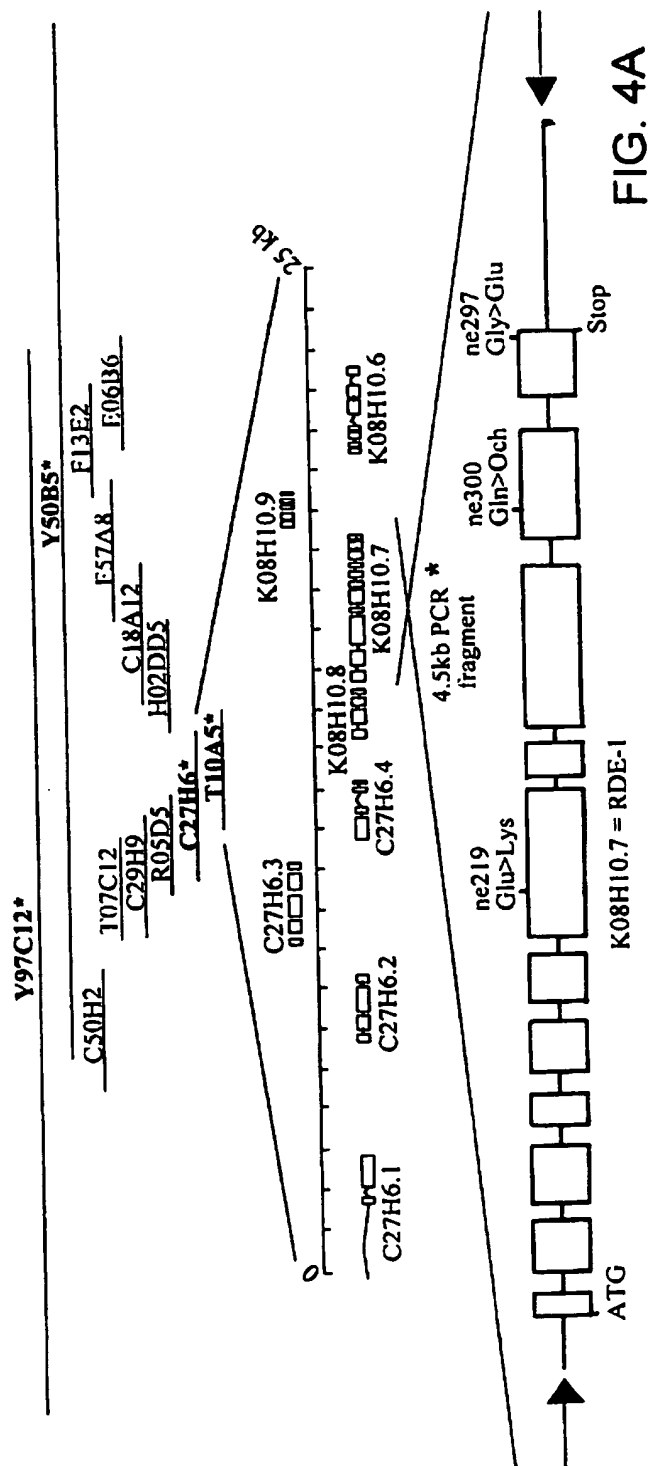 Y97C12*
Y50B5*
C50H2
T07C12
C29H9
R05D5
C27H6*
T10A5*
H02DD5
C18A12
F57A8
F13E2
E06B6
0
25 kb
C27H6.1
C27H6.2
C27H6.3
C27H6.4
K08H10.8
K08H10.7
K08H10.9
K08H10.6
4.5kb PCR *
fragment
ne219
Glu>Lys
ne300
Gln>Och
ne297
Gly>Glu
ATG
Stop
K08H10.7 = RDE-1
FIG. 4A